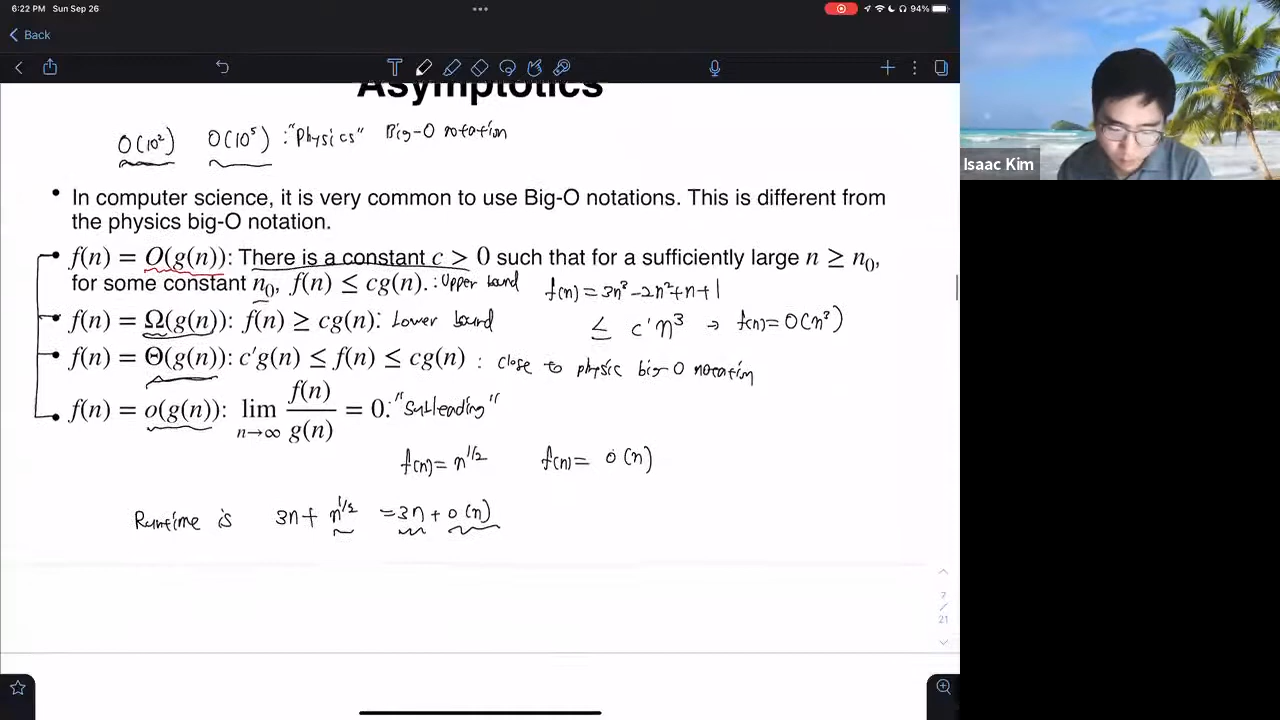 6:22 PM Sun Sep 26
94%
Back
Asymptotics
O(10²) O(10⁵) : "Physics" Big-O notation
• In computer science, it is very common to use Big-O notations. This is different from
the physics big-O notation.
• f(n) = O(g(n)): There is a constant c > 0 such that for a sufficiently large n ≥ n₀,
for some constant n₀, f(n) ≤ cg(n). : Upper bound
f(n) = 3n³ - 2n² + n + 1
≤ c'n³ → f(n) = O(n³)
• f(n) = Ω(g(n)): f(n) ≥ cg(n): Lower bound
• f(n) = Θ(g(n)): c'g(n) ≤ f(n) ≤ cg(n) : close to physic big-O notation
• f(n) = o(g(n)): lim n→∞ f(n)/g(n) = 0: "Subleading"
f(n) = n^1/2 f(n) = o(n)
Runtime is 3n + n^1/2 = 3n + o(n)
7
/
21
Isaac Kim